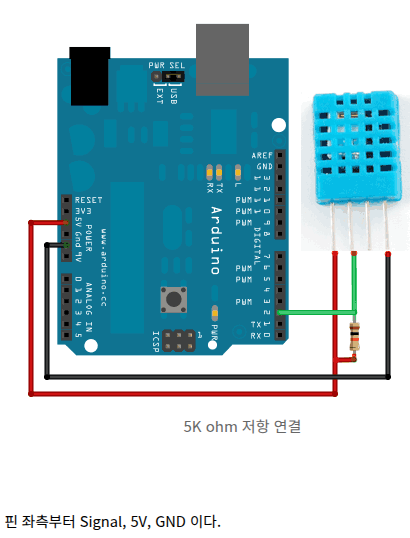 PWR SEL
EXT
USB
AREF
GND
13
12
11
10
9
8
RX
TX
L
PWM
PWM
PWM
RESET
3V3
5V
Gnd
9V
POWER
www.arduino.cc
Arduino
DIGITAL
7
6
5
4
3
2
1
0
PWM
PWM
PWM
TX
RX
ANALOG IN
0
1
2
3
4
5
ICSP
1
PWR
5K ohm 저항 연결
핀 좌측부터 Signal, 5V, GND 이다.